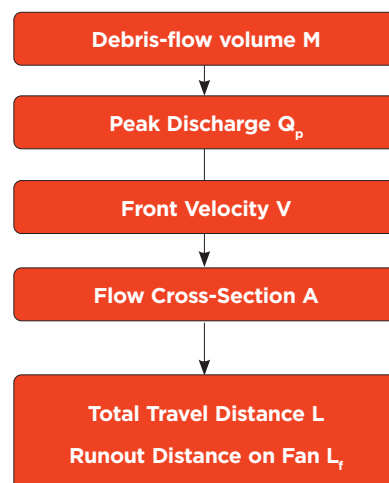 Debris-flow volume M
Peak Discharge Qp
Front Velocity V
Flow Cross-Section A
Total Travel Distance L
Runout Distance on Fan Lf